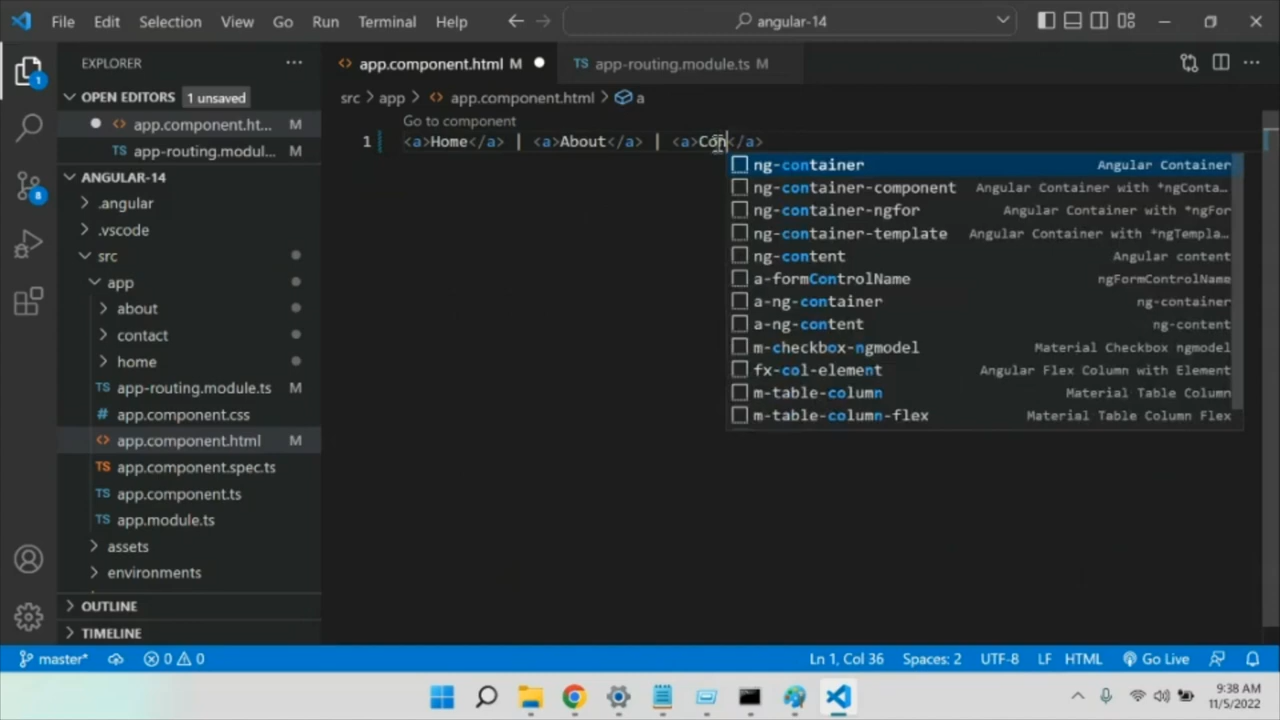 File Edit Selection View Go Run Terminal Help angular-14
EXPLORER
OPEN EDITORS 1 unsaved
app.component.ht... M
TS app-routing.modul... M
ANGULAR-14
.angular
.vscode
src
app
about
contact
home
app-routing.module.ts M
# app.component.css
app.component.html M
app.component.spec.ts
TS app.component.ts
TS app.module.ts
assets
environments
OUTLINE
TIMELINE
1
8
app.component.html M
TS app-routing.module.ts M
src > app > app.component.html > a
Go to component
1 <a>Home</a> | <a>About</a> | <a>Con</a>
ng-container Angular Container
ng-container-component Angular Container with *ngConta...
ng-container-ngfor Angular Container with *ngFor
ng-container-template Angular Container with *ngTempla...
ng-content Angular content
a-formControlName ngFormControlName
a-ng-container ng-container
a-ng-content ng-content
m-checkbox-ngmodel Material Checkbox ngmodel
fx-col-element Angular Flex Column with Element
m-table-column Material Table Column
m-table-column-flex Material Table Column Flex
master* 0 0 Ln 1, Col 36 Spaces: 2 UTF-8 LF HTML Go Live
9:38 AM
11/5/2022